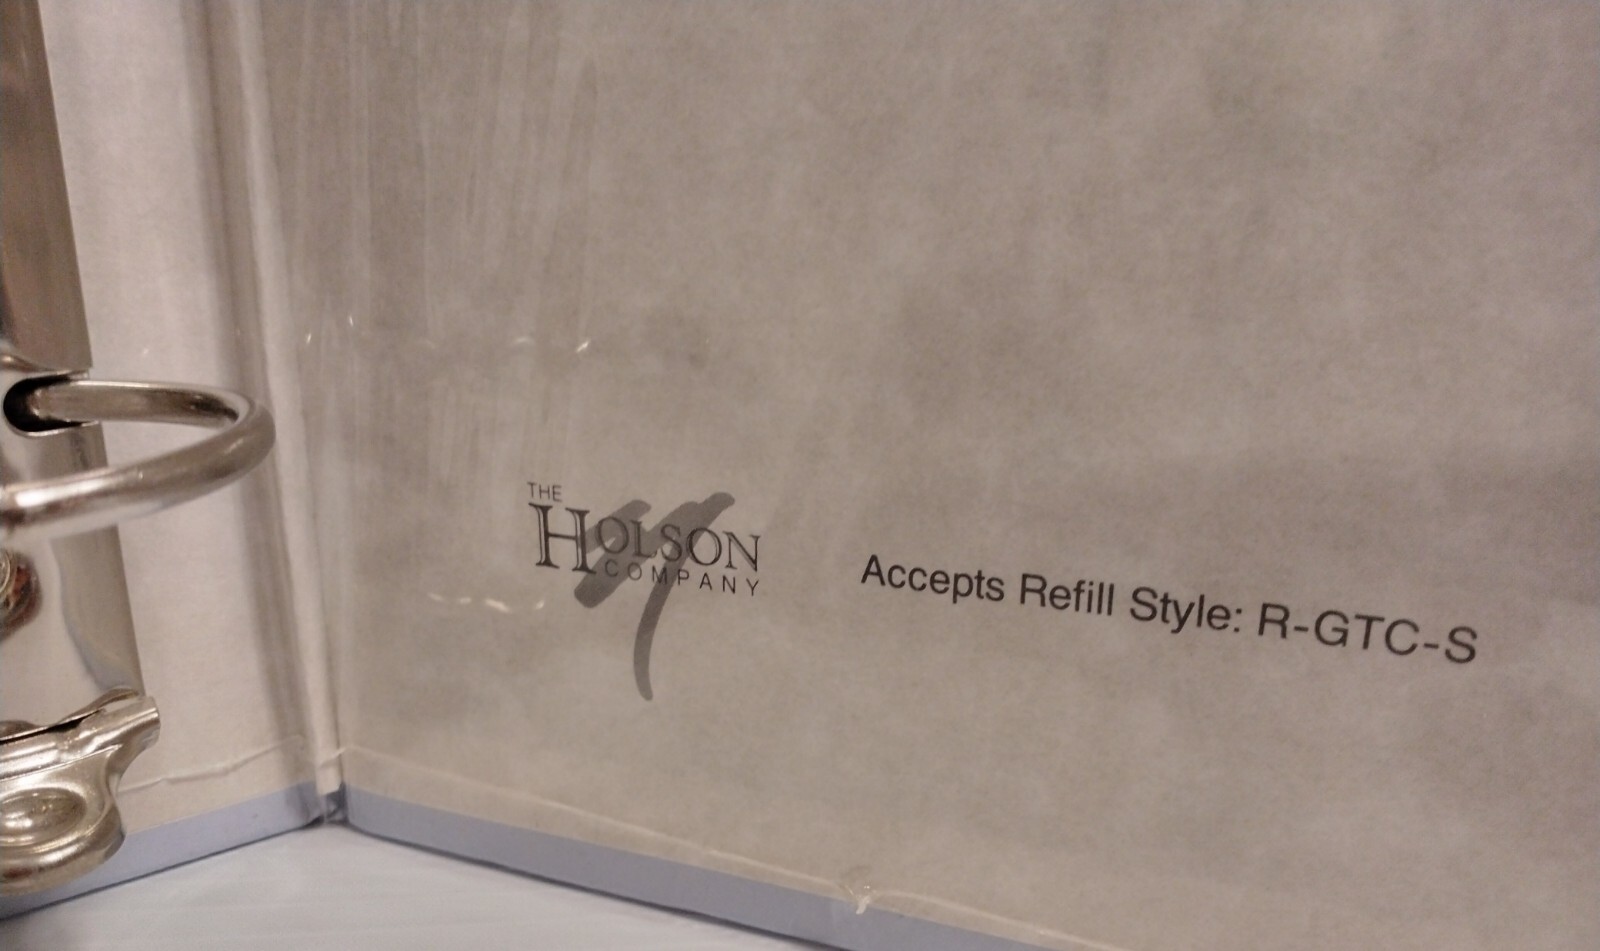 THE
HOLSON
COMPANY
Accepts Refill Style: R-GTC-S